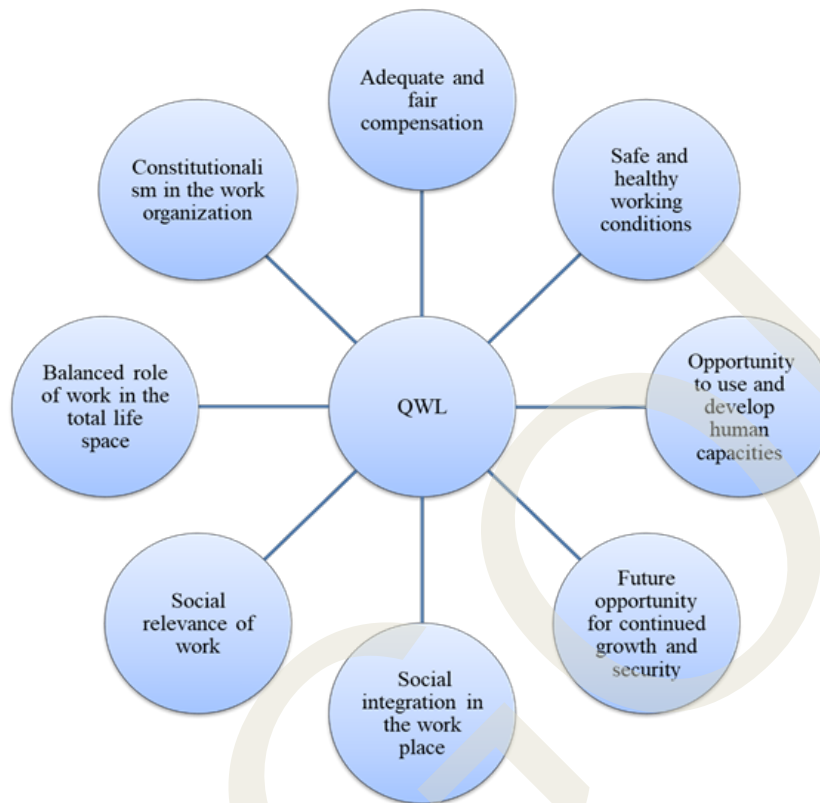 Adequate and
fair
compensation
Safe and
healthy
working
conditions
Opportunity
to use and
develop
human
capacities
Future
opportunity
for continued
growth and
security
Social
integration in
the work
place
Social
relevance of
work
Balanced role
of work in the
total life
space
Constitutionali
sm in the work
organization
QWL